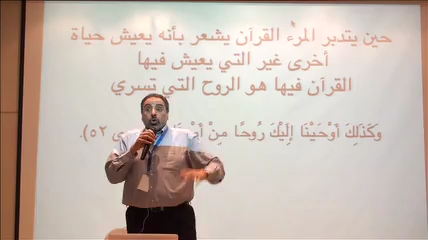 حين يتدبر المرء القرآن يشعر بأنه يعيش حياة
أخرى غير التي يعيش فيها
القرآن فيها هو الروح التي تسري
وَكَذَلِكَ أَوْحَيْنَا إِلَيْكَ رُوحًا مِنْ ٥٢).